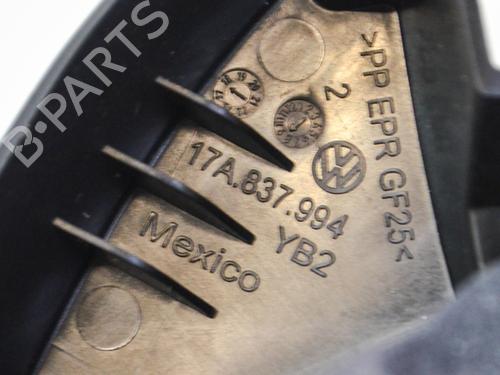 B-PARTS
2
>PP EPR GF25<
17A.837.994
YB2
Mexico